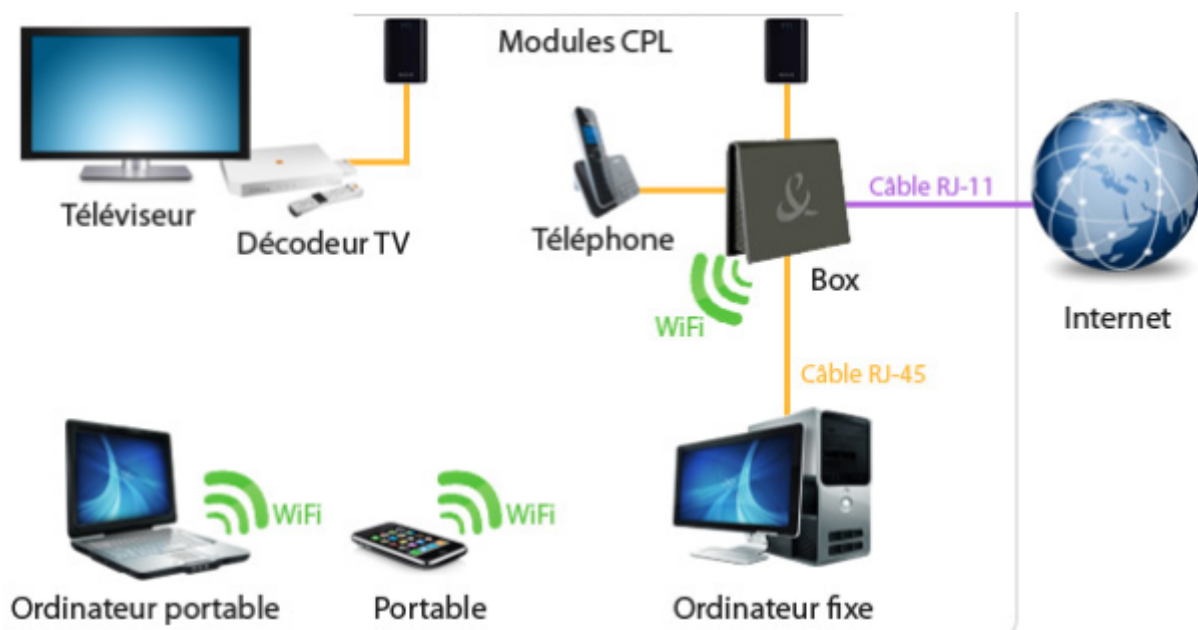 Modules CPL
Téléviseur
Décodeur TV
Téléphone
Câble RJ-11
Box
Internet
WiFi
Câble RJ-45
WiFi
WiFi
Ordinateur portable
Portable
Ordinateur fixe